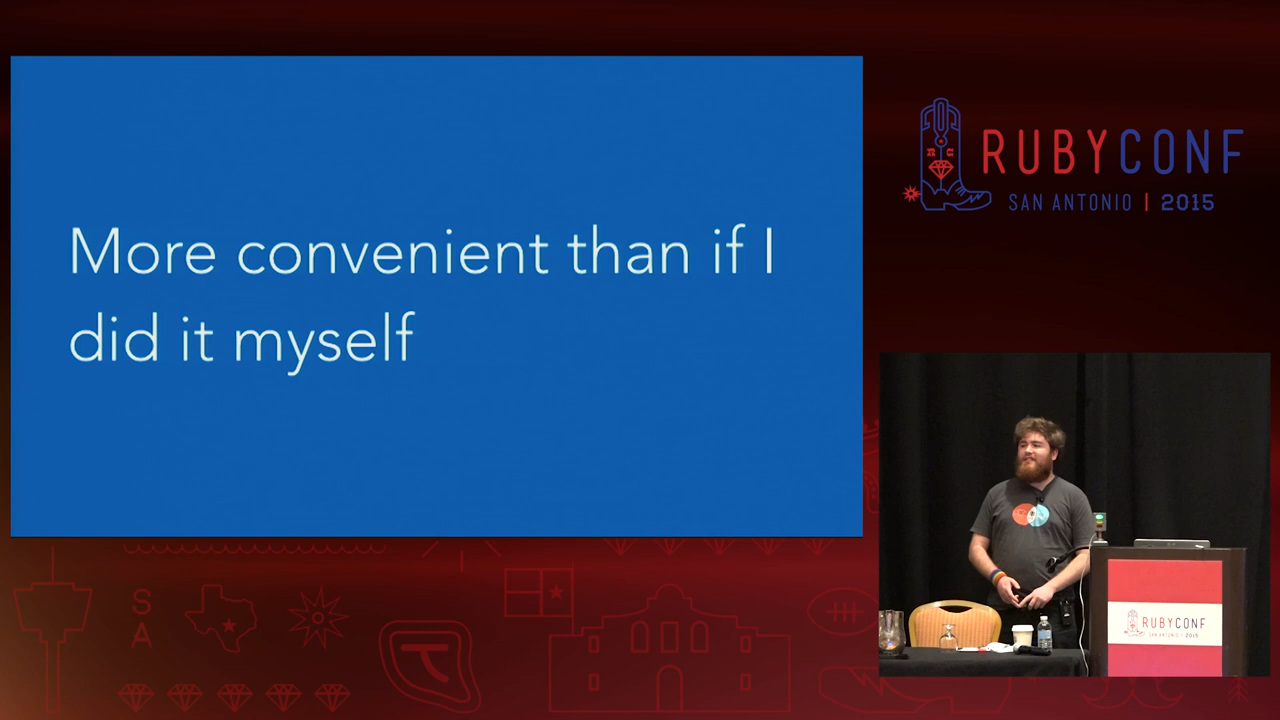 More convenient than if I
did it myself
RUBYCONF
SAN ANTONIO | 2015
S
A
RUBYCONF
SAN ANTONIO | 2015